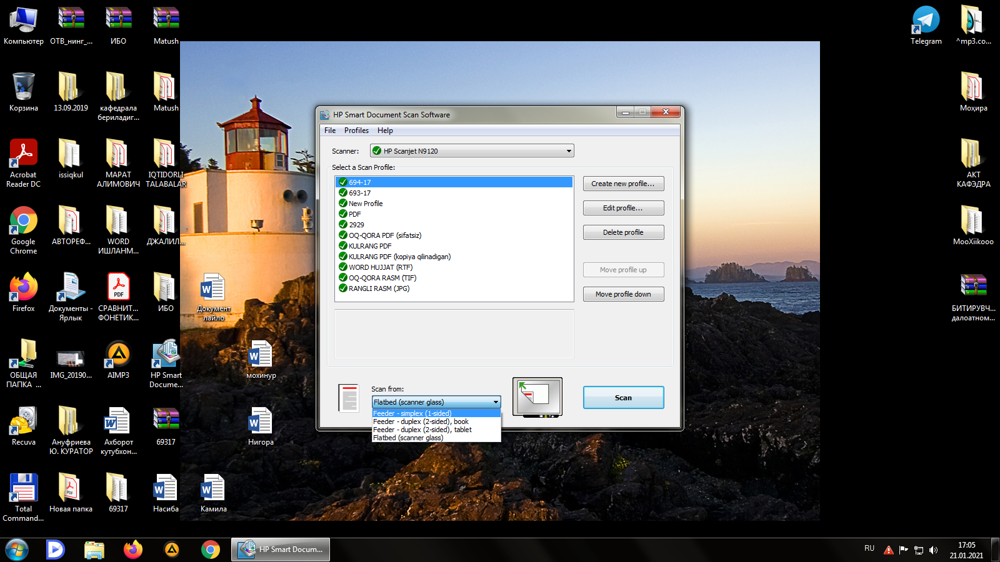 Компьютер
ОТВ_нинг_...
ИБО
Matush
Telegram
^mp3.co...
Корзина
13.09.2019
кафедрала
бериладиг...
Matush
Моҳира
Acrobat
Reader DC
issiqkul
МАРАТ
АЛИМОВИЧ
IQTIDORLI
TALABALAR
АКТ
КАФЭДРА
Google
Chrome
АВТОРЕФ...
WORD
ИШЛАНМ...
ДЖАЛИЛ...
MooXiikooo
Firefox
Документы -
Ярлык
PDF
СРАВНИТ...
ФОНЕТИК...
ИБО
Документ
лайло
БИТИРУВЧ...
далоатном...
ОБЩАЯ
ПАПКА ...
IMG_20190...
AIMP3
HP Smart
Docume...
мохинур
Recuva
Ануфриева
Ю. КУРАТОР
Ахборот
кутубхон...
69317
Нигора
Total
Command...
Новая папка
69317
Насиба
Камила
HP Smart Document Scan Software
File
Profiles
Help
Scanner:
HP Scanjet N9120
Select a Scan Profile:
694-17
693-17
New Profile
PDF
2929
OQ-QORA PDF (sifatsiz)
KULRANG PDF
KULRANG PDF (kopiya qilinadigan)
WORD HUJJAT (RTF)
OQ-QORA RASM (TIF)
RANGLI RASM (JPG)
Create new profile...
Edit profile...
Delete profile
Move profile up
Move profile down
Scan from:
Flatbed (scanner glass)
Feeder - simplex (1-sided)
Feeder - duplex (2-sided), book
Feeder - duplex (2-sided), tablet
Flatbed (scanner glass)
Scan
HP Smart Docum...
RU
17:05
21.01.2021